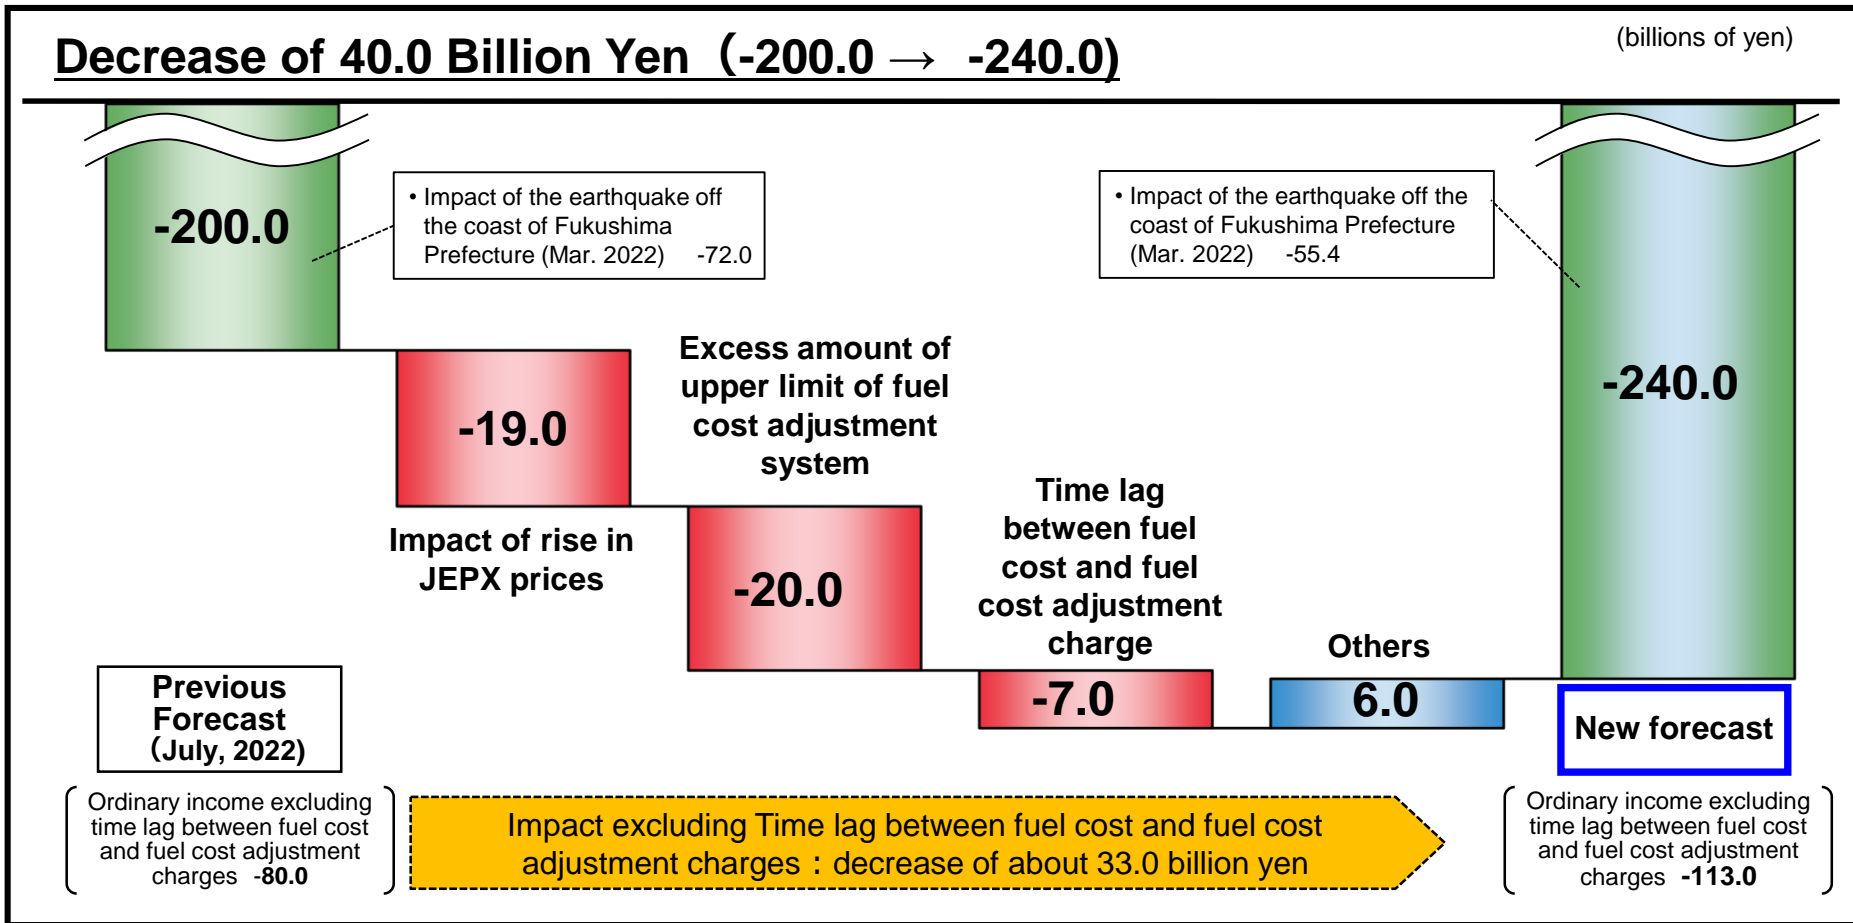 Decrease of 40.0 Billion Yen（-200.0 → -240.0)
(billions of yen)
-200.0
• Impact of the earthquake off
the coast of Fukushima
Prefecture (Mar. 2022) -72.0
• Impact of the earthquake off the
coast of Fukushima Prefecture
(Mar. 2022) -55.4
-240.0
-19.0
Impact of rise in
JEPX prices
Excess amount of
upper limit of fuel
cost adjustment
system
-20.0
Time lag
between fuel
cost and fuel
cost adjustment
charge
-7.0
Others
6.0
Previous
Forecast
（July, 2022)
New forecast
Ordinary income excluding
time lag between fuel cost
and fuel cost adjustment
charges -80.0
Impact excluding Time lag between fuel cost and fuel cost
adjustment charges：decrease of about 33.0 billion yen
Ordinary income excluding
time lag between fuel cost
and fuel cost adjustment
charges -113.0